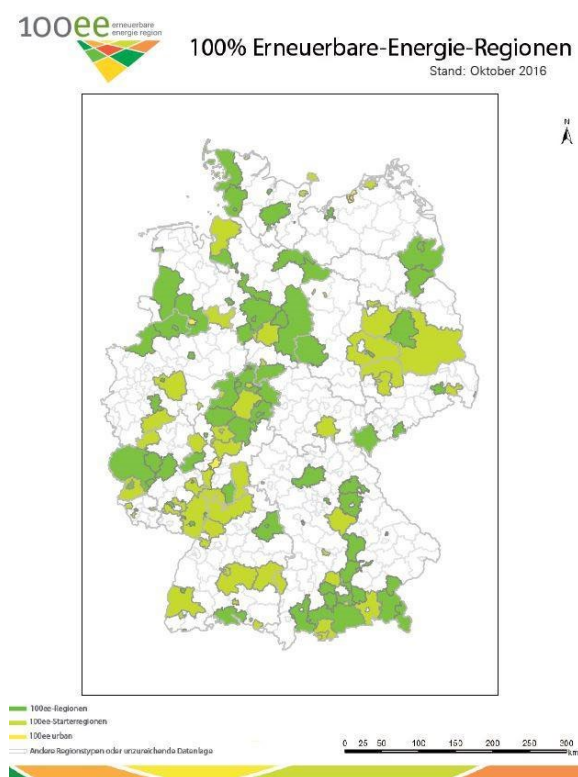 100ee erneuerbare
energie region
100% Erneuerbare-Energie-Regionen
Stand: Oktober 2016
N
100ee-Regionen
100ee-Starterregionen
100ee urban
Andere Regionstypen oder unzureichende Datenlage
0 25 50 100 150 200 250 300
km